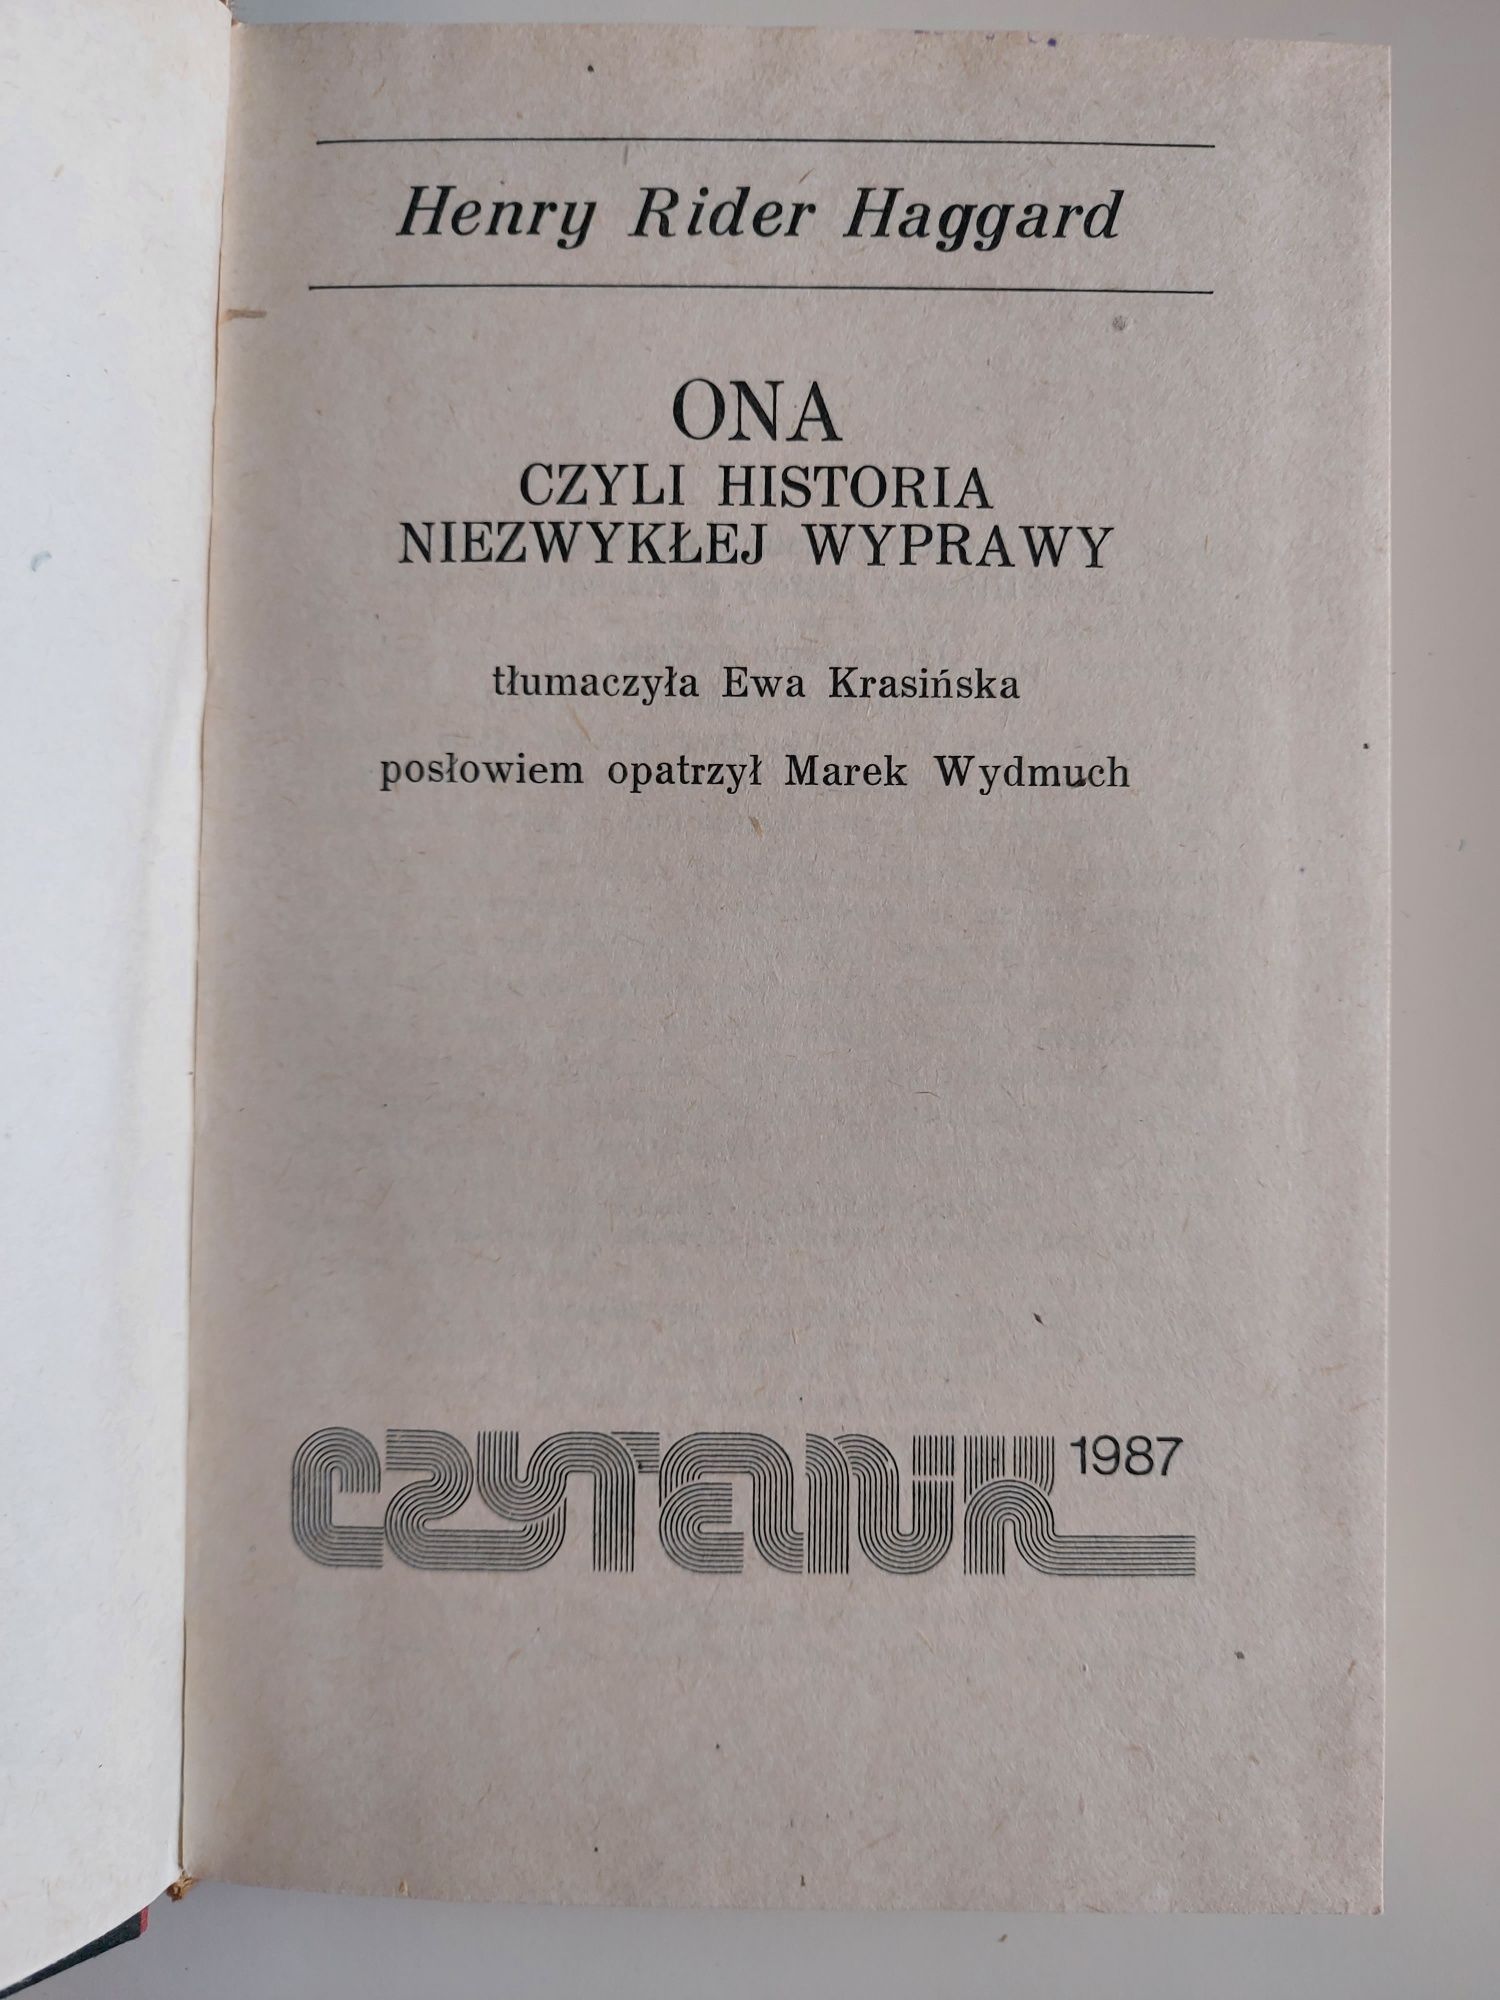 Henry Rider Haggard
ONA
CZYLI HISTORIA
NIEZWYKŁEJ WYPRAWY
tłumaczyła Ewa Krasińska
posłowiem opatrzył Marek Wydmuch
CZYTELNIK 1987